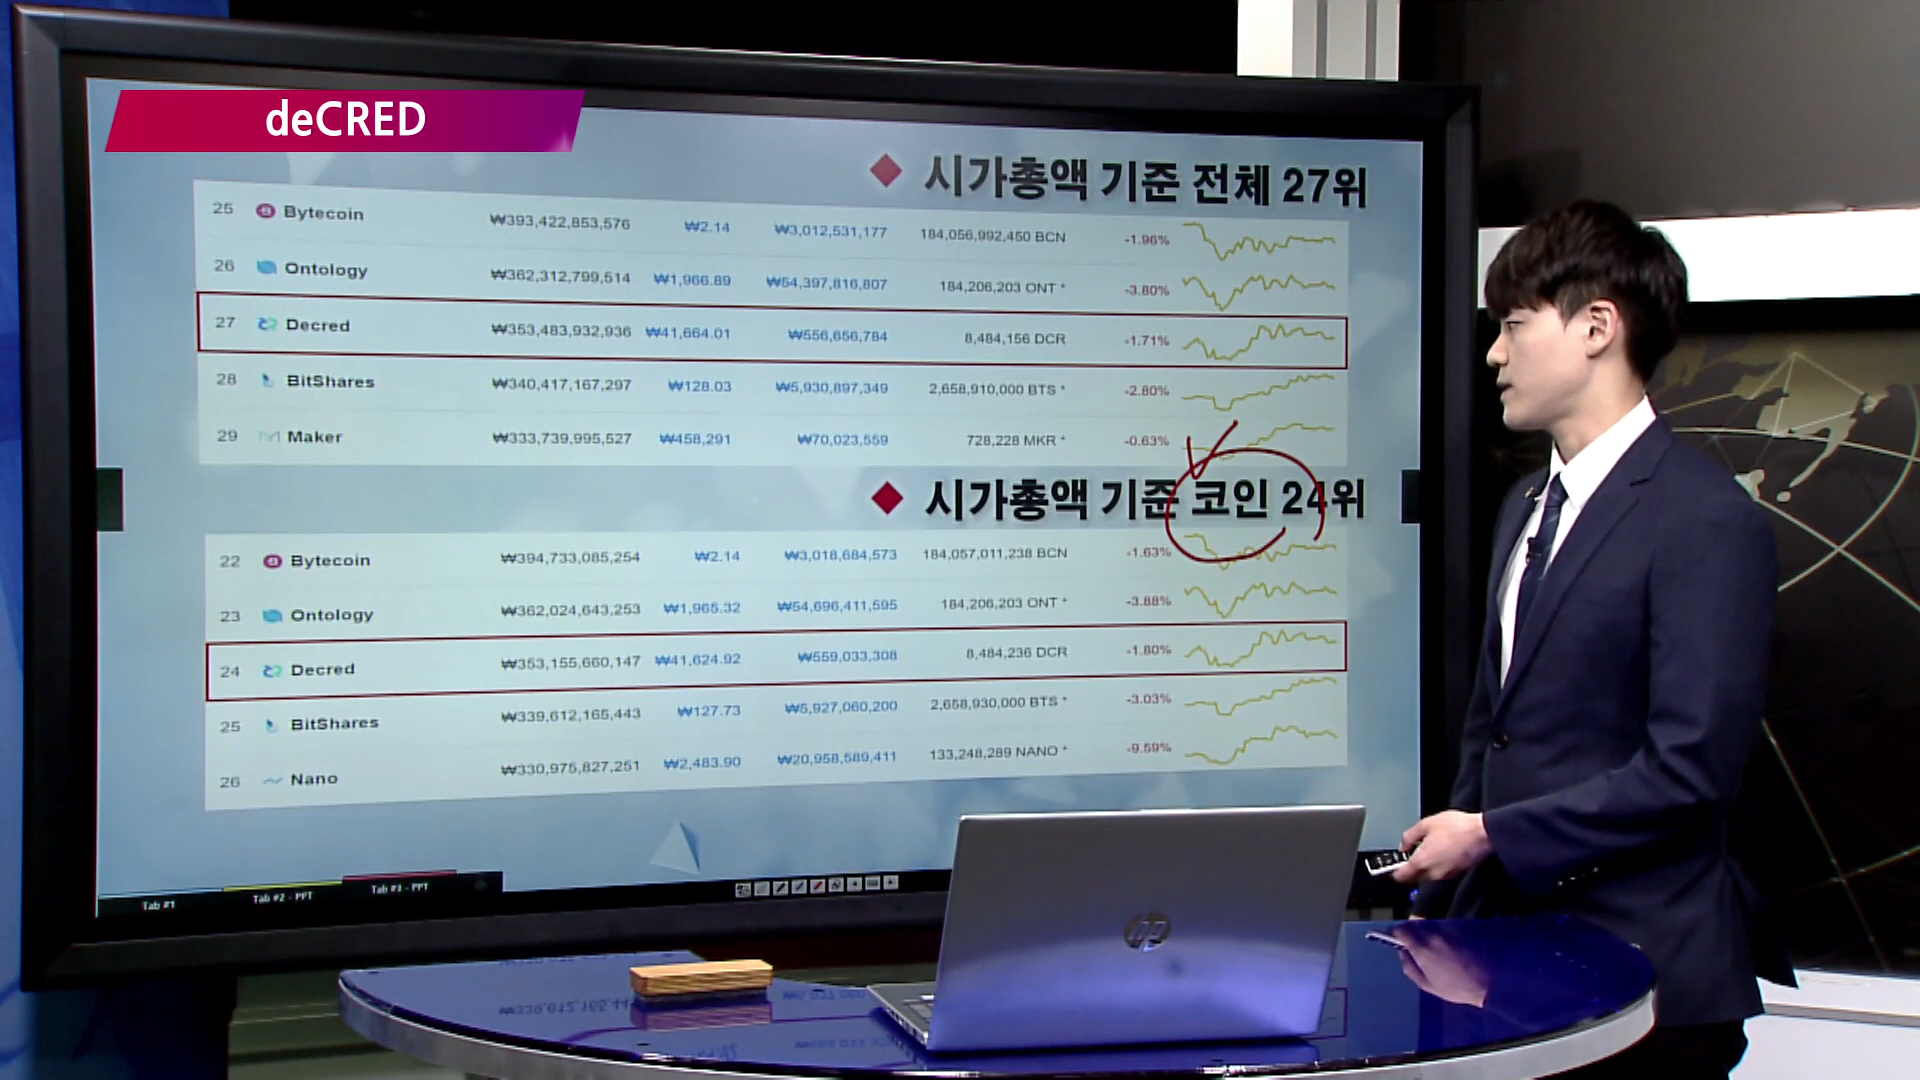 deCRED
◆ 시가총액 기준 전체 27위
25 Bytecoin ₩393,422,853,576 ₩2.14 ₩3,012,531,177 184,056,992,450 BCN -1.96%
26 Ontology ₩362,312,799,514 ₩1,966.89 ₩54,397,816,807 184,206,203 ONT * -3.80%
27 Decred ₩353,483,932,936 ₩41,664.01 ₩556,656,784 8,484,156 DCR -1.71%
28 BitShares ₩340,417,167,297 ₩128.03 ₩5,930,897,349 2,658,910,000 BTS * -2.80%
29 Maker ₩333,739,995,527 ₩458,291 ₩70,023,559 728,228 MKR * -0.63%
◆ 시가총액 기준 코인 24위
22 Bytecoin ₩394,733,085,254 ₩2.14 ₩3,018,684,573 184,057,011,238 BCN -1.63%
23 Ontology ₩362,024,643,253 ₩1,965.32 ₩54,696,411,595 184,206,203 ONT * -3.88%
24 Decred ₩353,155,660,147 ₩41,624.92 ₩559,033,308 8,484,236 DCR -1.80%
25 BitShares ₩339,612,165,443 ₩127.73 ₩5,927,060,200 2,658,930,000 BTS * -3.03%
26 Nano ₩330,975,827,251 ₩2,483.90 ₩20,958,589,411 133,248,289 NANO * -9.59%
Tab #1 Tab #2 - PPT Tab #3 - PPT
hp